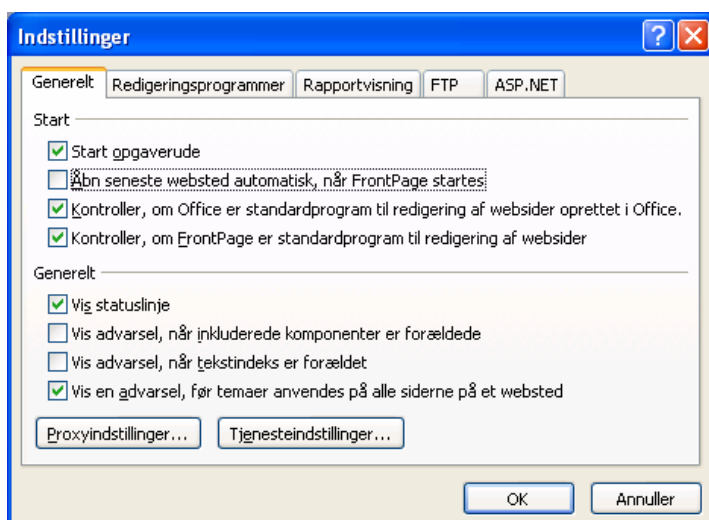 Indstillinger
Generelt Redigeringsprogrammer Rapportvisning FTP ASP.NET
Start
Start opgaverude
Åbn seneste websted automatisk, når FrontPage startes
Kontroller, om Office er standardprogram til redigering af websider oprettet i Office.
Kontroller, om FrontPage er standardprogram til redigering af websider
Generelt
Vis statuslinje
Vis advarsel, når inkluderede komponenter er forældede
Vis advarsel, når tekstindeks er forældet
Vis en advarsel, før temaer anvendes på alle siderne på et websted
Proxyindstillinger... Tjenesteindstillinger...
OK Annuller